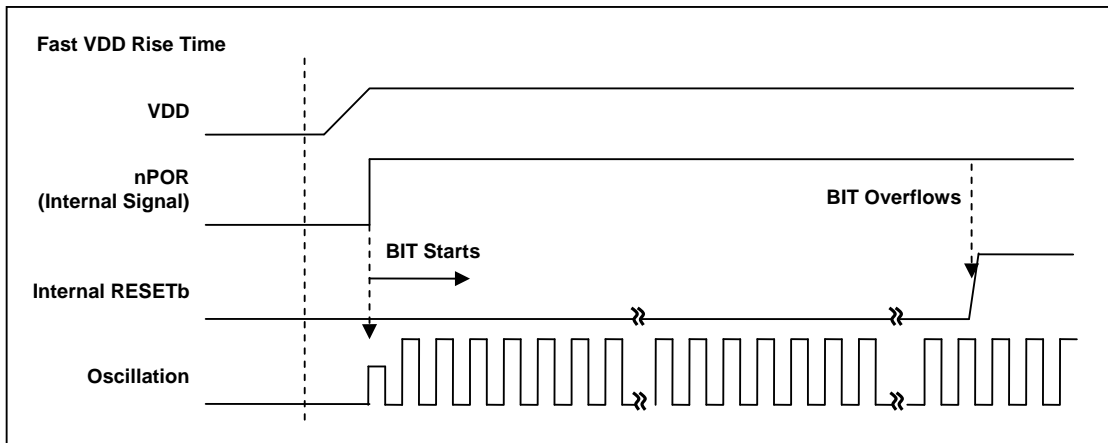 Fast VDD Rise Time
VDD
nPOR
(Internal Signal)
BIT Overflows
BIT Starts
Internal RESETb
Oscillation